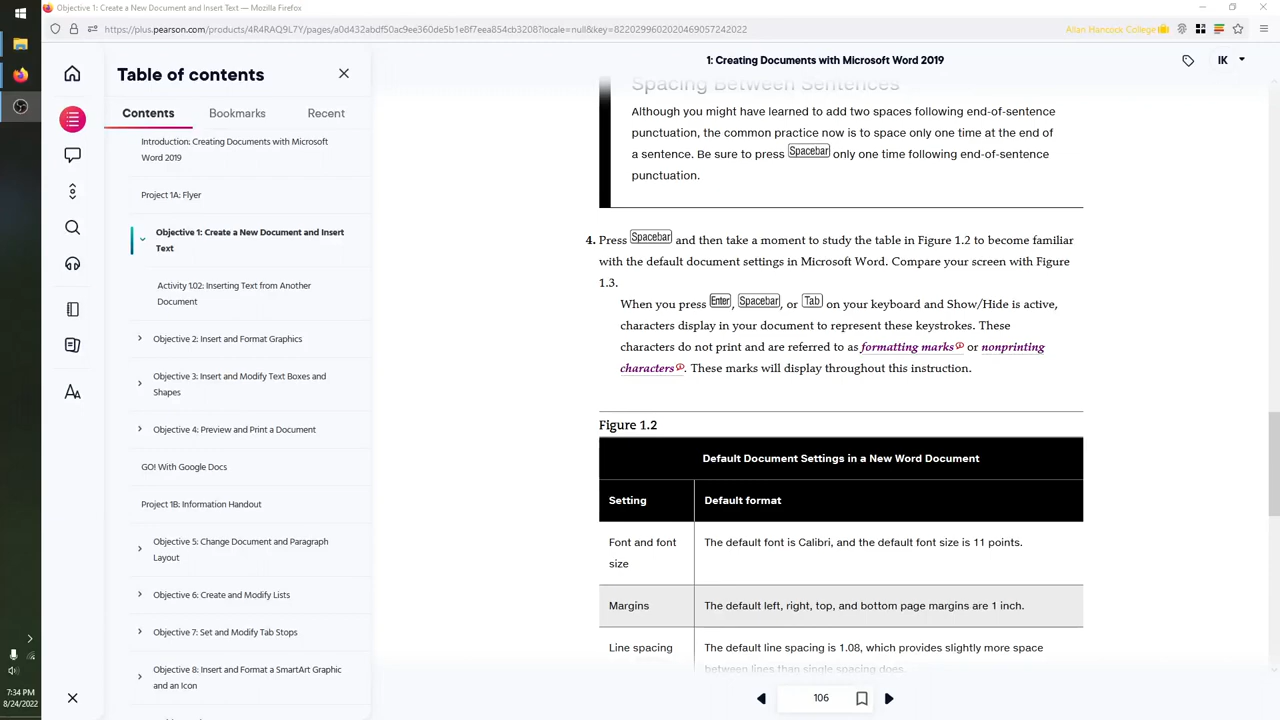 Objective 1: Create a New Document and Insert Text — Mozilla Firefox
https://plus.pearson.com/products/4R4RAQ9L7Y/pages/a0d432abdf50ac9ee360de5b1e8f7eea854cb3208?locale=null&key=82202996020204690572​42022
Allan Hancock College
Table of contents
1: Creating Documents with Microsoft Word 2019
IK
Contents
Bookmarks
Recent
Introduction: Creating Documents with Microsoft
Word 2019
Project 1A: Flyer
Objective 1: Create a New Document and Insert
Text
Activity 1.02: Inserting Text from Another
Document
Objective 2: Insert and Format Graphics
Objective 3: Insert and Modify Text Boxes and
Shapes
Objective 4: Preview and Print a Document
GO! With Google Docs
Project 1B: Information Handout
Objective 5: Change Document and Paragraph
Layout
Objective 6: Create and Modify Lists
Objective 7: Set and Modify Tab Stops
Objective 8: Insert and Format a SmartArt Graphic
and an Icon
Spacing Between Sentences
Although you might have learned to add two spaces following end-of-sentence
punctuation, the common practice now is to space only one time at the end of
a sentence. Be sure to press Spacebar only one time following end-of-sentence
punctuation.
4. Press Spacebar and then take a moment to study the table in Figure 1.2 to become familiar
with the default document settings in Microsoft Word. Compare your screen with Figure
1.3.
When you press Enter, Spacebar, or Tab on your keyboard and Show/Hide is active,
characters display in your document to represent these keystrokes. These
characters do not print and are referred to as formatting marks or nonprinting
characters. These marks will display throughout this instruction.
Figure 1.2
Default Document Settings in a New Word Document
Setting
Default format
Font and font
size
The default font is Calibri, and the default font size is 11 points.
Margins
The default left, right, top, and bottom page margins are 1 inch.
Line spacing
The default line spacing is 1.08, which provides slightly more space
between lines than single spacing does.
106
7:34 PM
8/24/2022